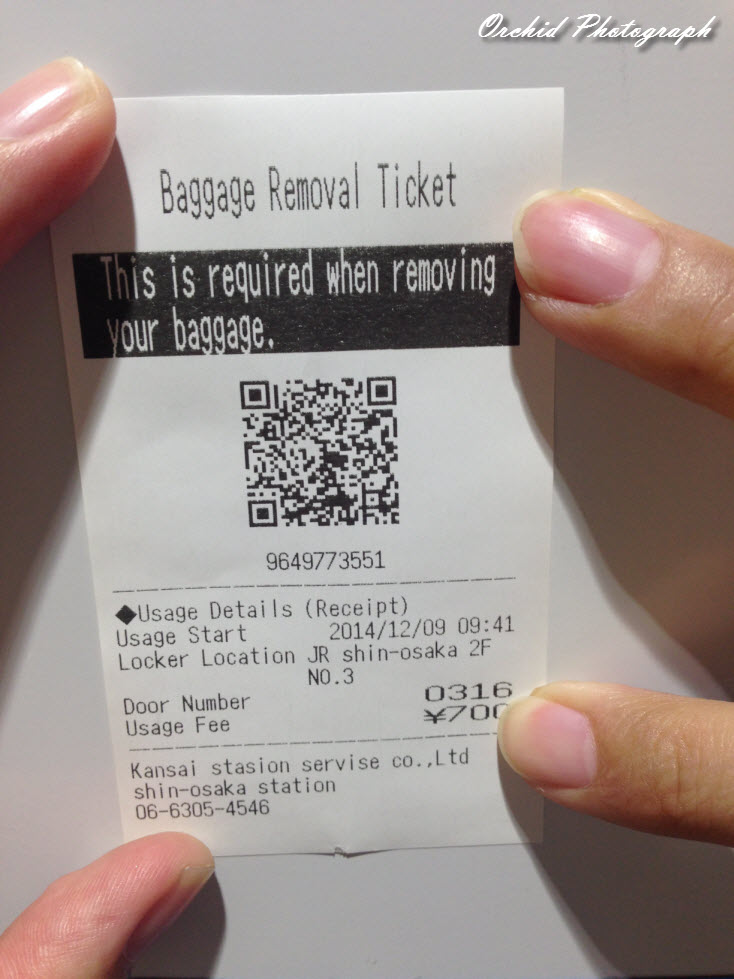 Orchid Photograph
Baggage Removal Ticket
This is required when removing
your baggage.
9649773551
◆Usage Details (Receipt)
Usage Start 2014/12/09 09:41
Locker Location JR shin-osaka 2F
NO.3
Door Number 0316
Usage Fee ¥700
Kansai stasion servise co.,Ltd
shin-osaka station
06-6305-4546